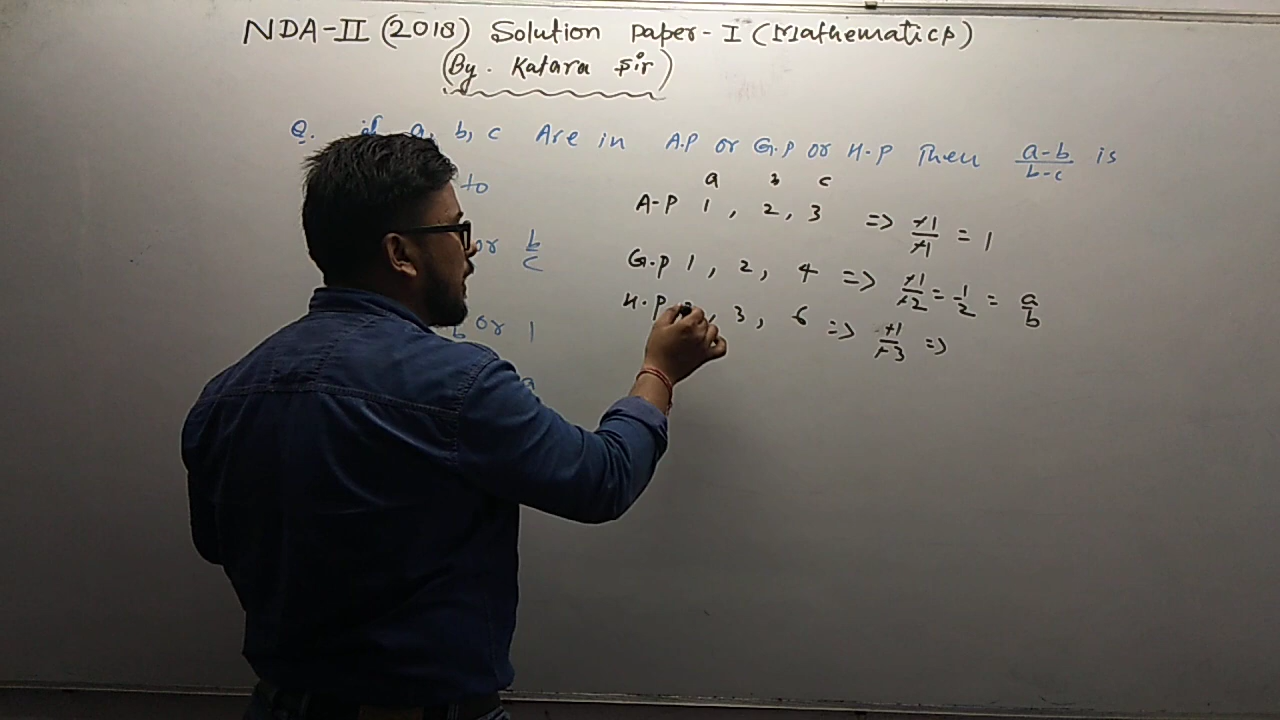 NDA-II (2018) Solution Paper-I (Mathematics)
(By. Katara Sir)
Q. if a, b, c Are in A.P or G.P or H.P Then a-b/b-c is
to
a b c
A-P 1, 2, 3 => -1/-1 = 1
or b/c
G.P 1, 2, 4 => -1/-2 = 1/2 = a/b
H.P , 3, 6 => -1/-3 =>
b or 1